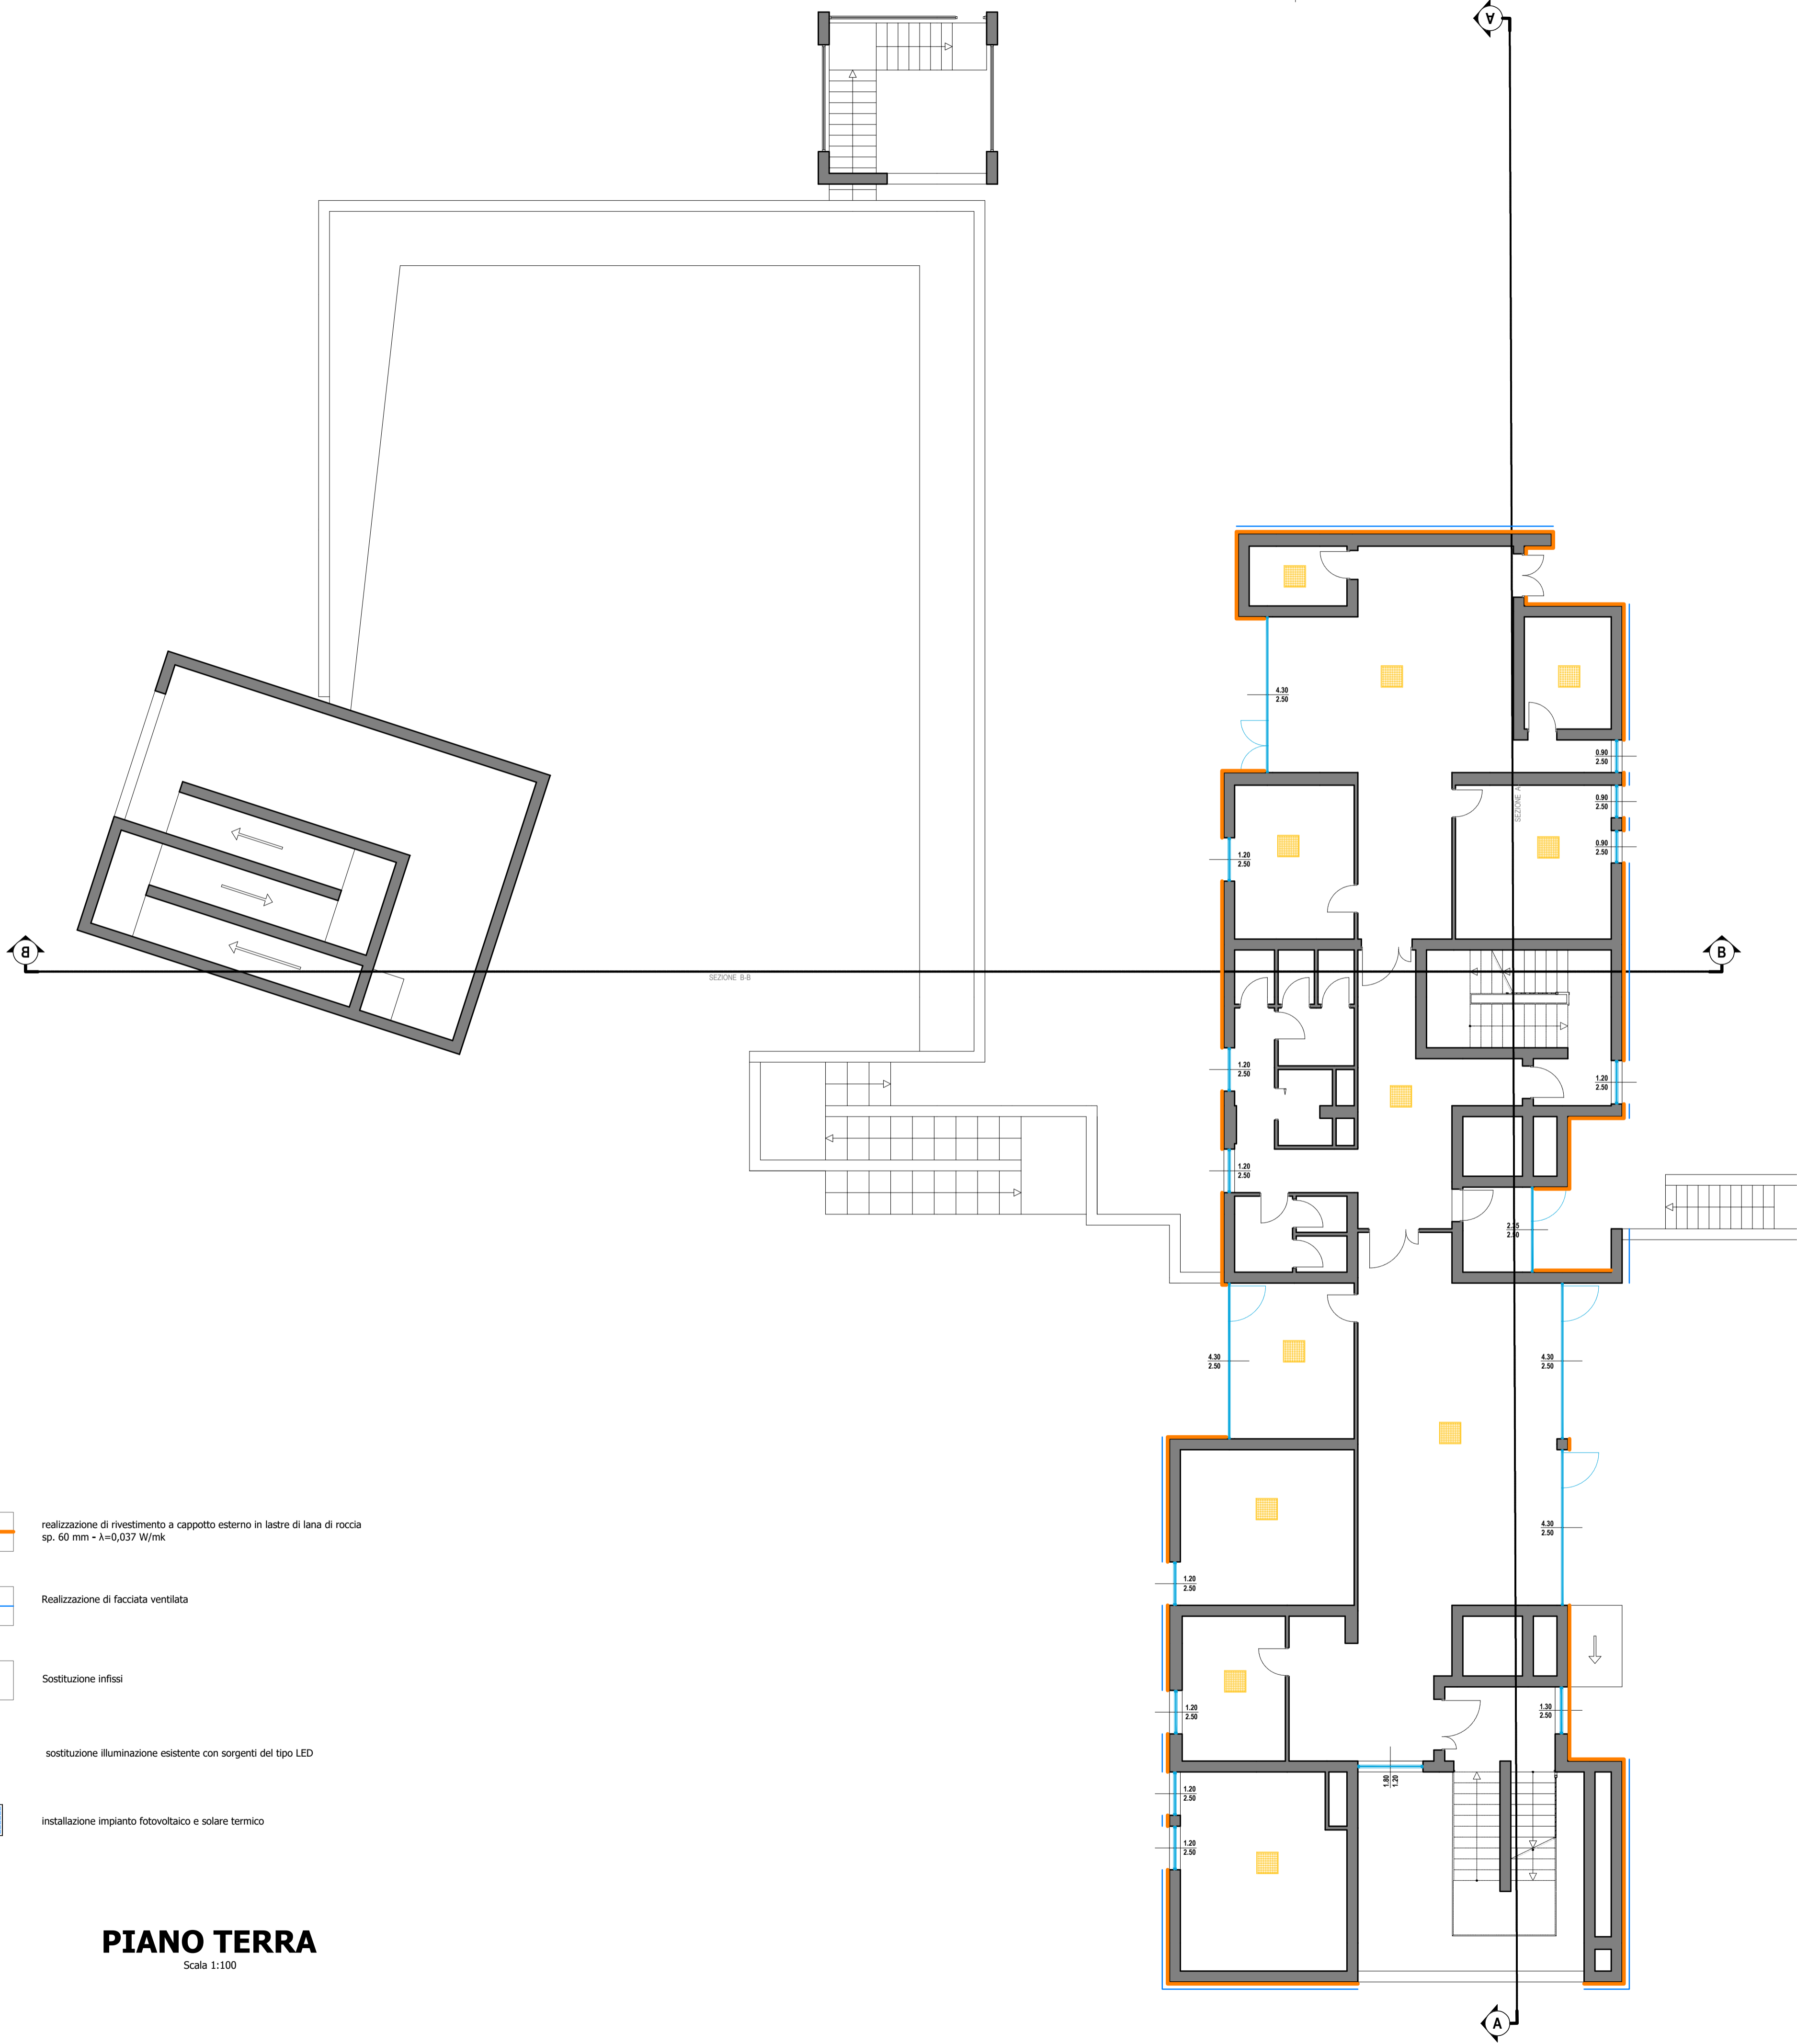 A
4.30
2.50
0.90
2.50
SEZIONE A
0.90
2.50
0.90
2.50
1.20
2.50
B
B
SEZIONE B-B
1.20
2.50
1.20
2.50
1.20
2.50
2.50
4.30
2.50
4.30
2.50
4.30
2.50
1.20
2.50
1.20
2.50
1.30
2.50
1.80
1.20
1.20
2.50
1.20
2.50
A
realizzazione di rivestimento a cappotto esterno in lastre di lana di roccia
sp. 60 mm - λ=0,037 W/mk
Realizzazione di facciata ventilata
Sostituzione infissi
sostituzione illuminazione esistente con sorgenti del tipo LED
installazione impianto fotovoltaico e solare termico
PIANO TERRA
Scala 1:100